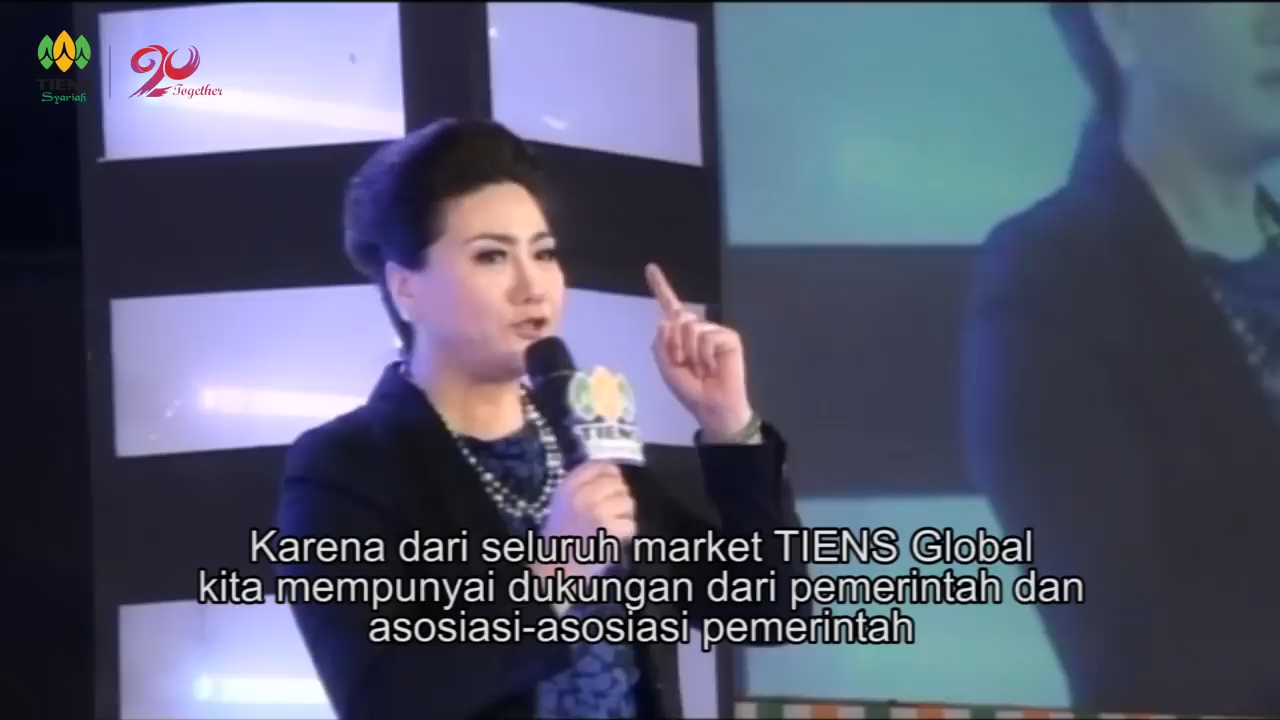 TIENS
Syariah
20
Together
TIENS
Karena dari seluruh market TIENS Global
kita mempunyai dukungan dari pemerintah dan
asosiasi-asosiasi pemerintah